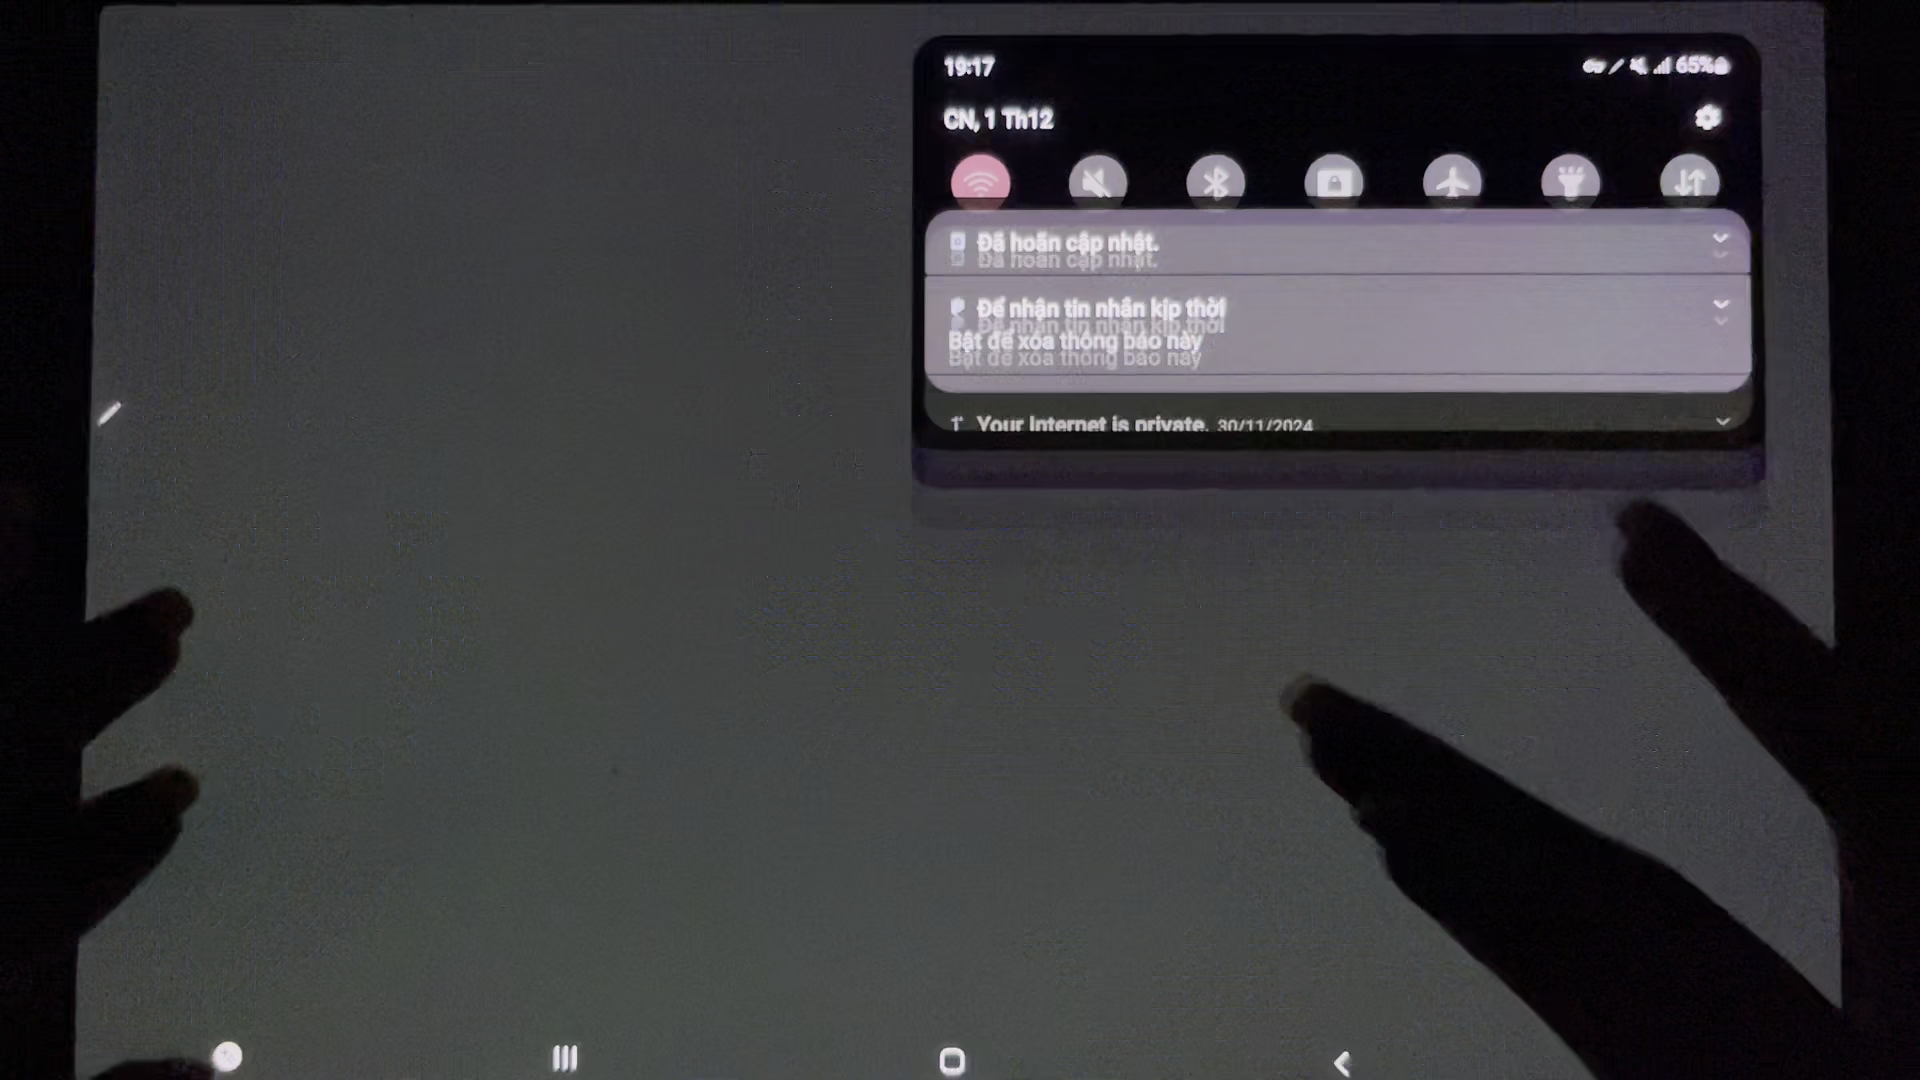 19:17
65%
CN, 1 Th12
Đã hoãn cập nhật.
Để nhận tin nhắn kịp thời
Bật để xóa thông báo này
Your Internet is private. 30/11/2024